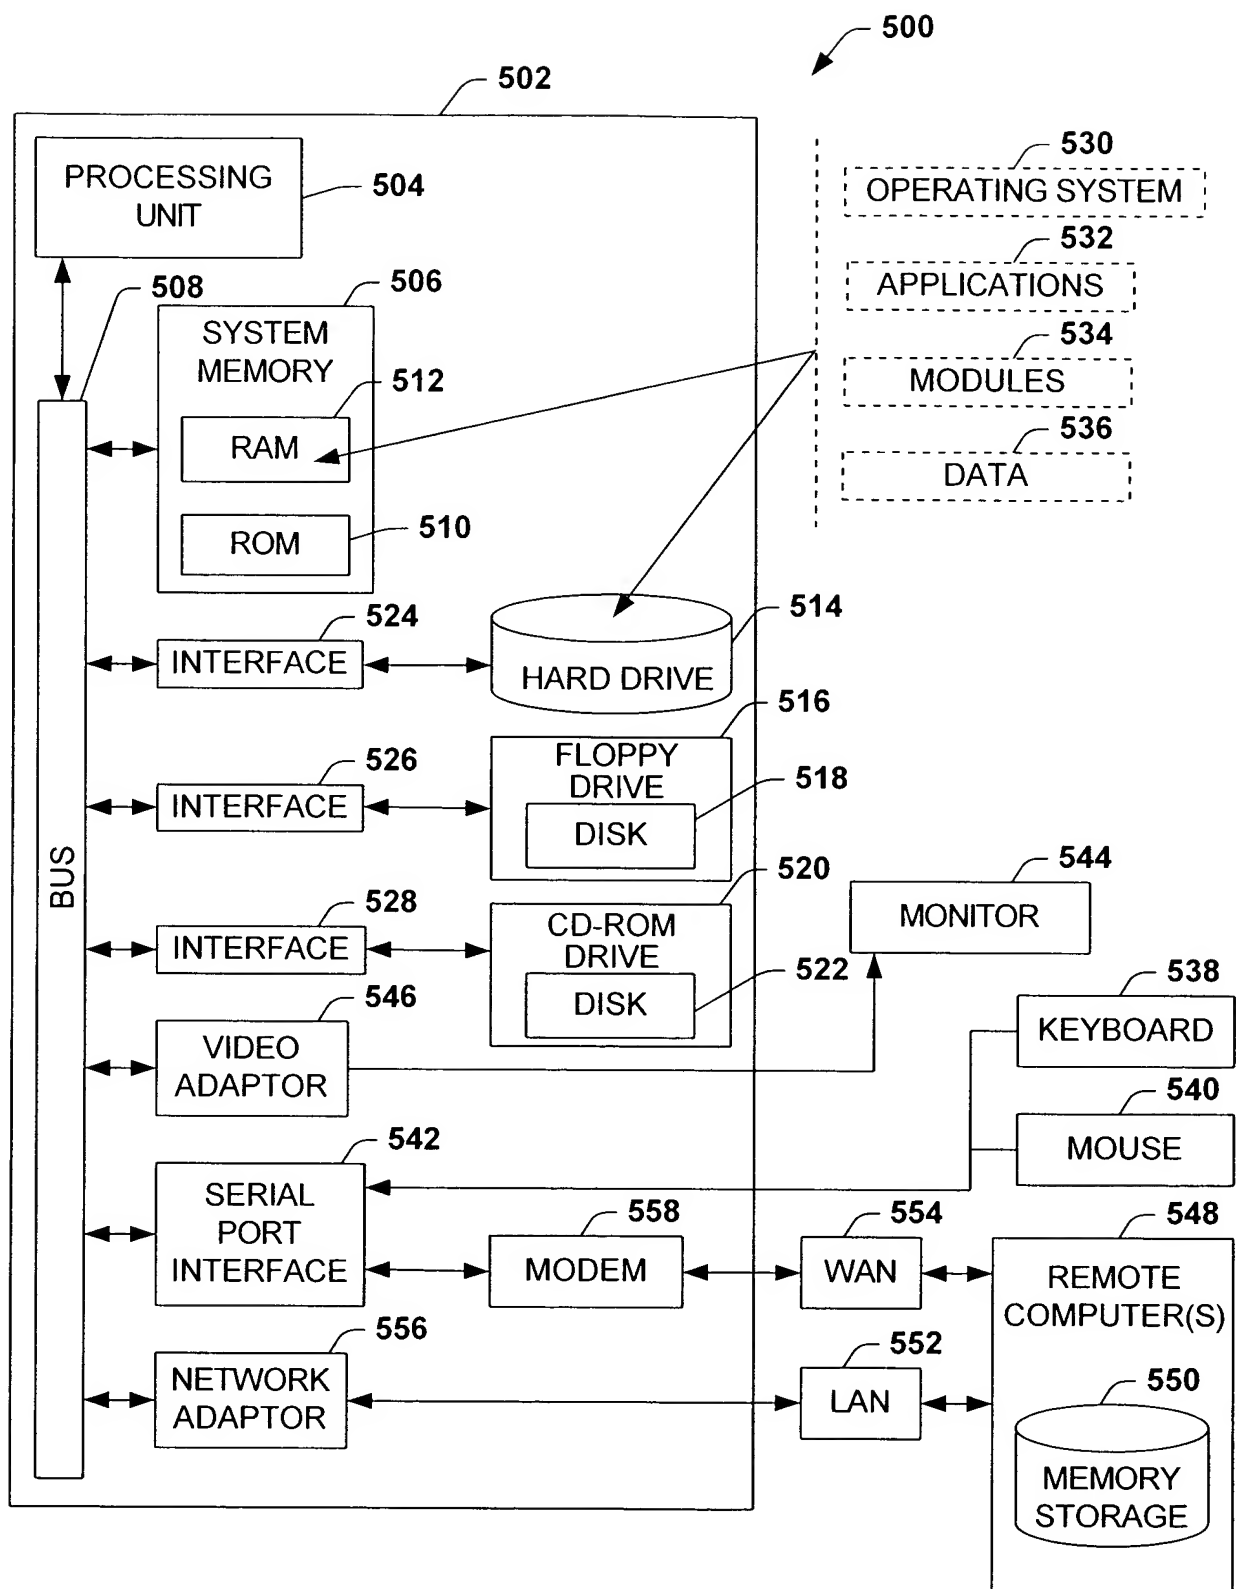 500
502
PROCESSING
UNIT
504
530
OPERATING SYSTEM
532
APPLICATIONS
534
MODULES
536
DATA
508
506
SYSTEM
MEMORY
512
RAM
510
ROM
524
INTERFACE
514
HARD DRIVE
516
FLOPPY
DRIVE
518
DISK
526
INTERFACE
BUS
520
CD-ROM
DRIVE
522
DISK
528
INTERFACE
544
MONITOR
546
VIDEO
ADAPTOR
538
KEYBOARD
540
MOUSE
542
SERIAL
PORT
INTERFACE
558
MODEM
554
WAN
548
REMOTE
COMPUTER(S)
556
NETWORK
ADAPTOR
552
LAN
550
MEMORY
STORAGE